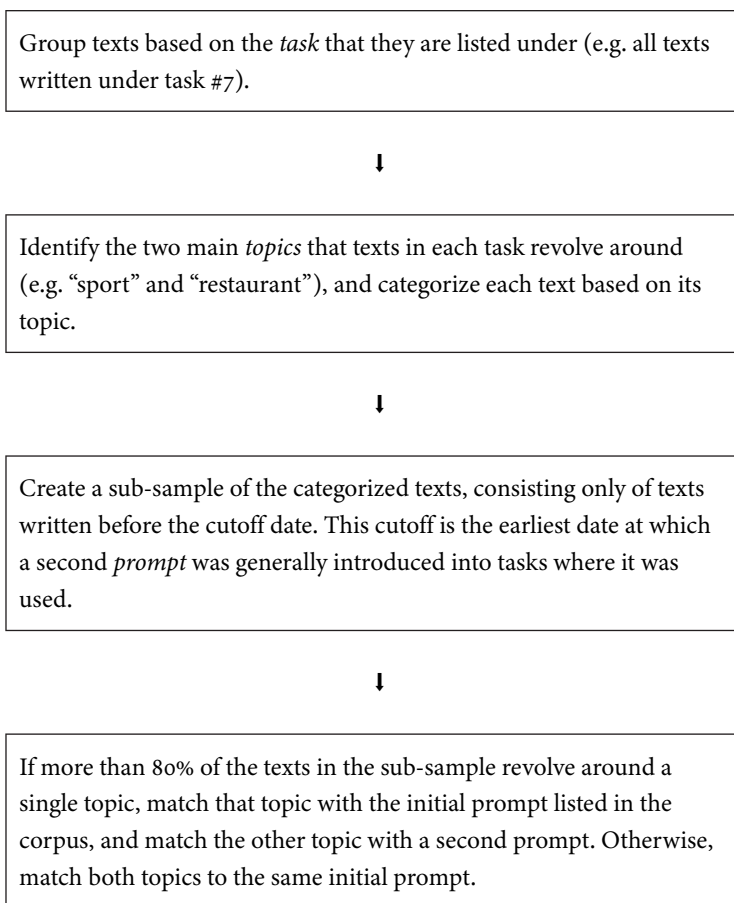 Group texts based on the task that they are listed under (e.g. all texts
written under task #7).
Identify the two main topics that texts in each task revolve around
(e.g. “sport” and “restaurant”), and categorize each text based on its
topic.
Create a sub-sample of the categorized texts, consisting only of texts
written before the cutoff date. This cutoff is the earliest date at which
a second prompt was generally introduced into tasks where it was
used.
If more than 80% of the texts in the sub-sample revolve around a
single topic, match that topic with the initial prompt listed in the
corpus, and match the other topic with a second prompt. Otherwise,
match both topics to the same initial prompt.